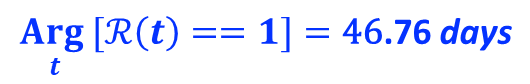 Arg [ℛ(t) == 1] = 46.76 days
t